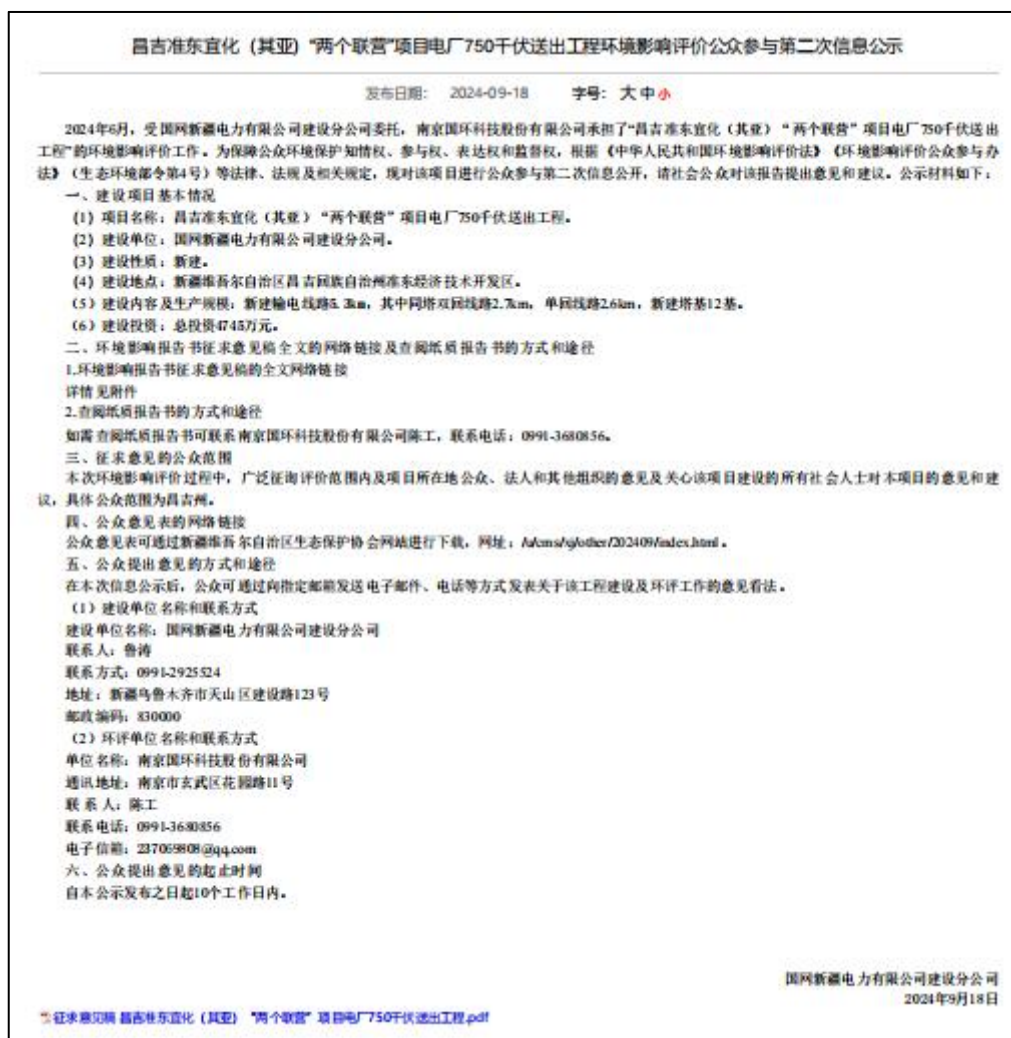 昌吉准东宜化（其亚）“两个联营”项目电厂750千伏送出工程环境影响评价公众参与第二次信息公示
发布日期： 2024-09-18 字号： 大 中 小
2024年6月，受国网新疆电力有限公司建设分公司委托，南京国环科技股份有限公司承担了“昌吉准东宜化（其亚）“两个联营”项目电厂750千伏送出
工程”的环境影响评价工作。为保障公众环境保护知情权、参与权、表达权和监督权，根据《中华人民共和国环境影响评价法》《环境影响评价公众参与办
法》（生态环境部令第4号）等法律、法规及相关规定，现对该项目进行公众参与第二次信息公开，请社会公众对该报告提出意见和建议。公示材料如下：
一、建设项目基本情况
（1）项目名称：昌吉准东宜化（其亚）“两个联营”项目电厂750千伏送出工程。
（2）建设单位：国网新疆电力有限公司建设分公司。
（3）建设性质：新建。
（4）建设地点：新疆维吾尔自治区昌吉回族自治州准东经济技术开发区。
（5）建设内容及生产规模：新建输电线路5.3km，其中同塔双回线路2.7km，单回线路2.6km，新建塔基12基。
（6）建设投资：总投资4745万元。
二、环境影响报告书征求意见稿全文的网络链接及查阅纸质报告书的方式和途径
1.环境影响报告书征求意见稿的全文网络链接
详情见附件
2.查阅纸质报告书的方式和途径
如需查阅纸质报告书可联系南京国环科技股份有限公司陈工，联系电话：0991-3680856。
三、征求意见的公众范围
本次环境影响评价过程中，广泛征询评价范围内及项目所在地公众、法人和其他组织的意见及关心该项目建设的所有社会人士对本项目的意见和建
议，具体公众范围为昌吉州。
四、公众意见表的网络链接
公众意见表可通过新疆维吾尔自治区生态保护协会网站进行下载，网址：/u/cms/xj/other/202409/index.html。
五、公众提出意见的方式和途径
在本次信息公示后，公众可通过向指定邮箱发送电子邮件、电话等方式发表关于该工程建设及环评工作的意见看法。
（1）建设单位名称和联系方式
建设单位名称：国网新疆电力有限公司建设分公司
联系人：鲁涛
联系方式：0991-2925524
地址：新疆乌鲁木齐市天山区建设路123号
邮政编码：830000
（2）环评单位名称和联系方式
单位名称：南京国环科技股份有限公司
通讯地址：南京市玄武区花园路11号
联 系 人：陈工
联系电话：0991-3680856
电子信箱：237069808@qq.com
六、公众提出意见的起止时间
自本公示发布之日起10个工作日内。
国网新疆电力有限公司建设分公司
2024年9月18日
征求意见稿 昌吉准东宜化（其亚） “两个联营” 项目电厂750千伏送出工程.pdf